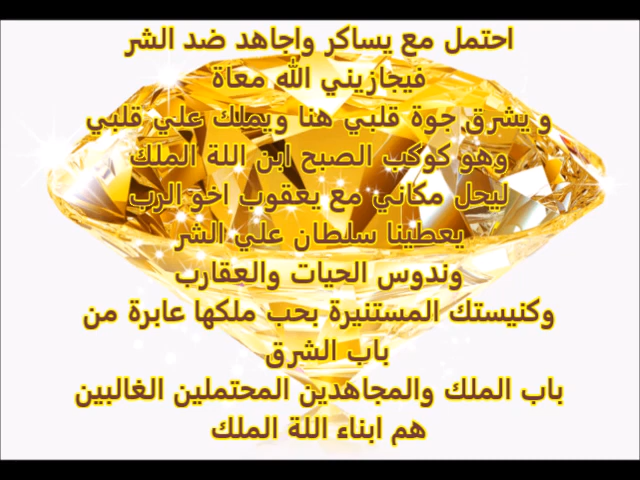 احتمل مع يساكر واجاهد ضد الشر
فيجازيني الله معاة
و يشرق جوة قلبي هنا ويملك علي قلبي
وهو كوكب الصبح ابن اللة الملك
ليحل مكاني مع يعقوب اخو الرب
يعطينا سلطان علي الشر
وندوس الحيات والعقارب
وكنيستك المستنيرة بحب ملكها عابرة من
باب الشرق
باب الملك والمجاهدين المحتملين الغالبين
هم ابناء اللة الملك